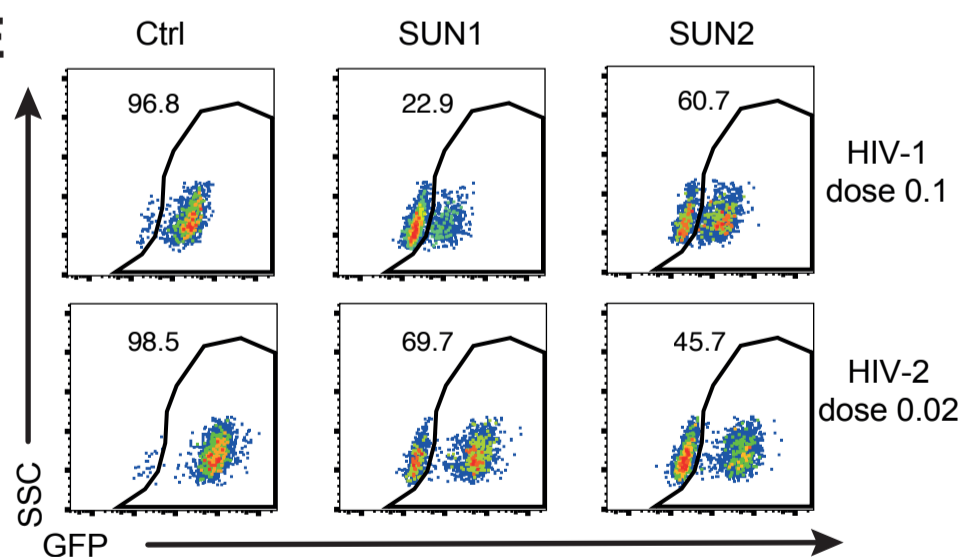 E
Ctrl
SUN1
SUN2
96.8
22.9
60.7
HIV-1
dose 0.1
98.5
69.7
45.7
HIV-2
dose 0.02
SSC
GFP